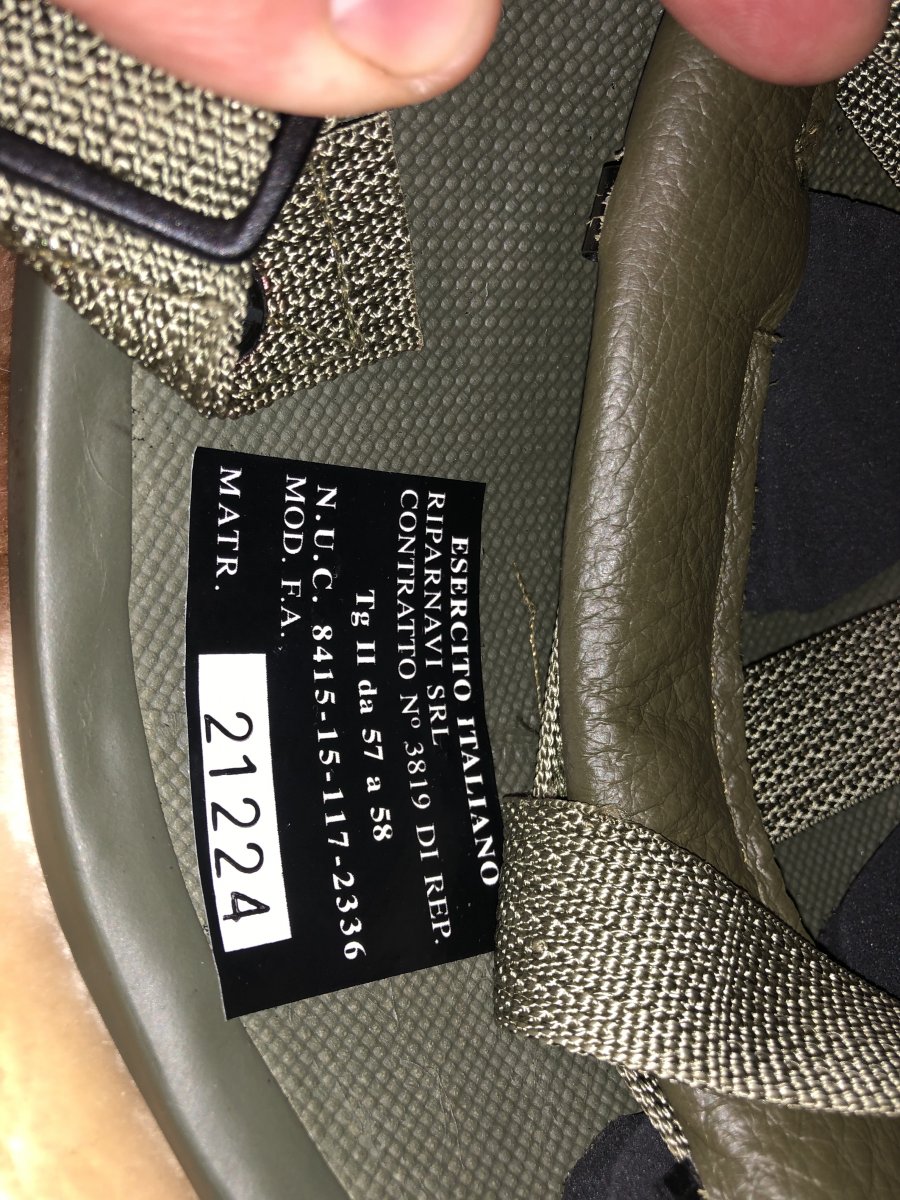 ESERCITO ITALIANO
RIPARNAVI SRL
CONTRATTO Nº 3819 DI REP.
Tg II da 57 a 58
N.U.C. 8415-15-117-2336
MOD. F.A.
MATR. 21224